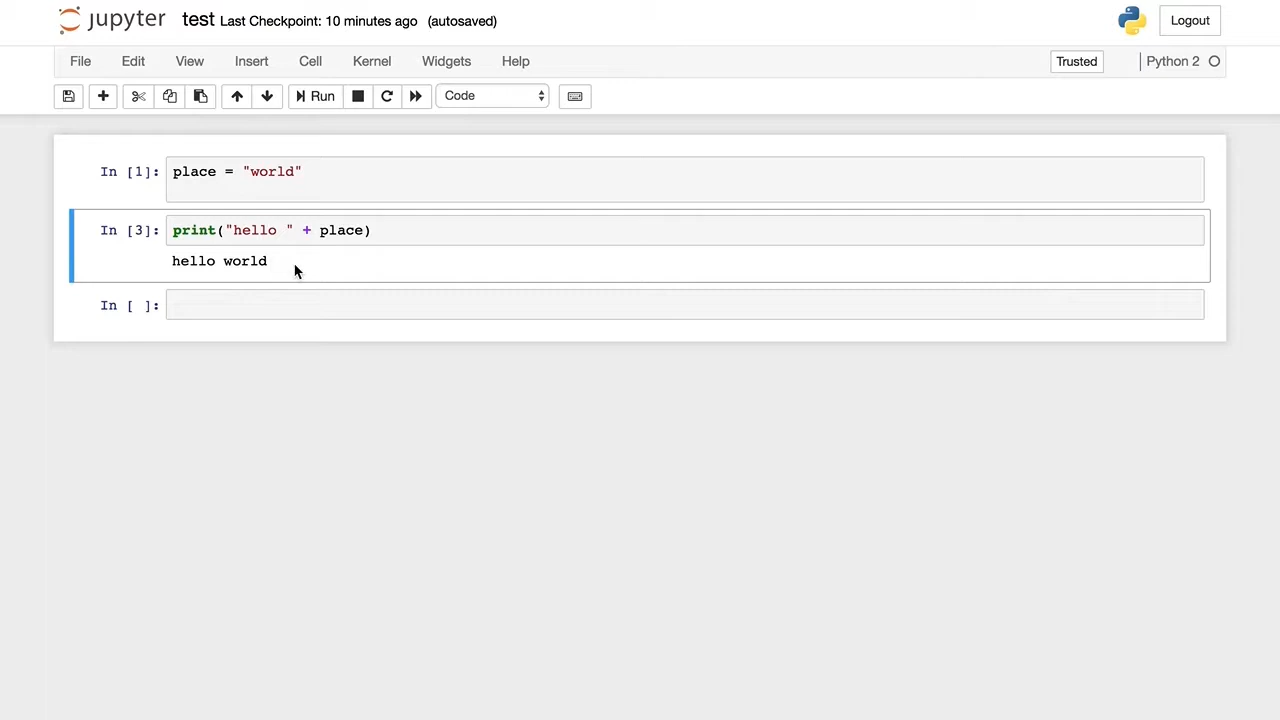 jupyter test Last Checkpoint: 10 minutes ago (autosaved) Logout
File Edit View Insert Cell Kernel Widgets Help Trusted Python 2
Run Code
In [1]: place = "world"
In [3]: print("hello " + place)
hello world
In [ ]: